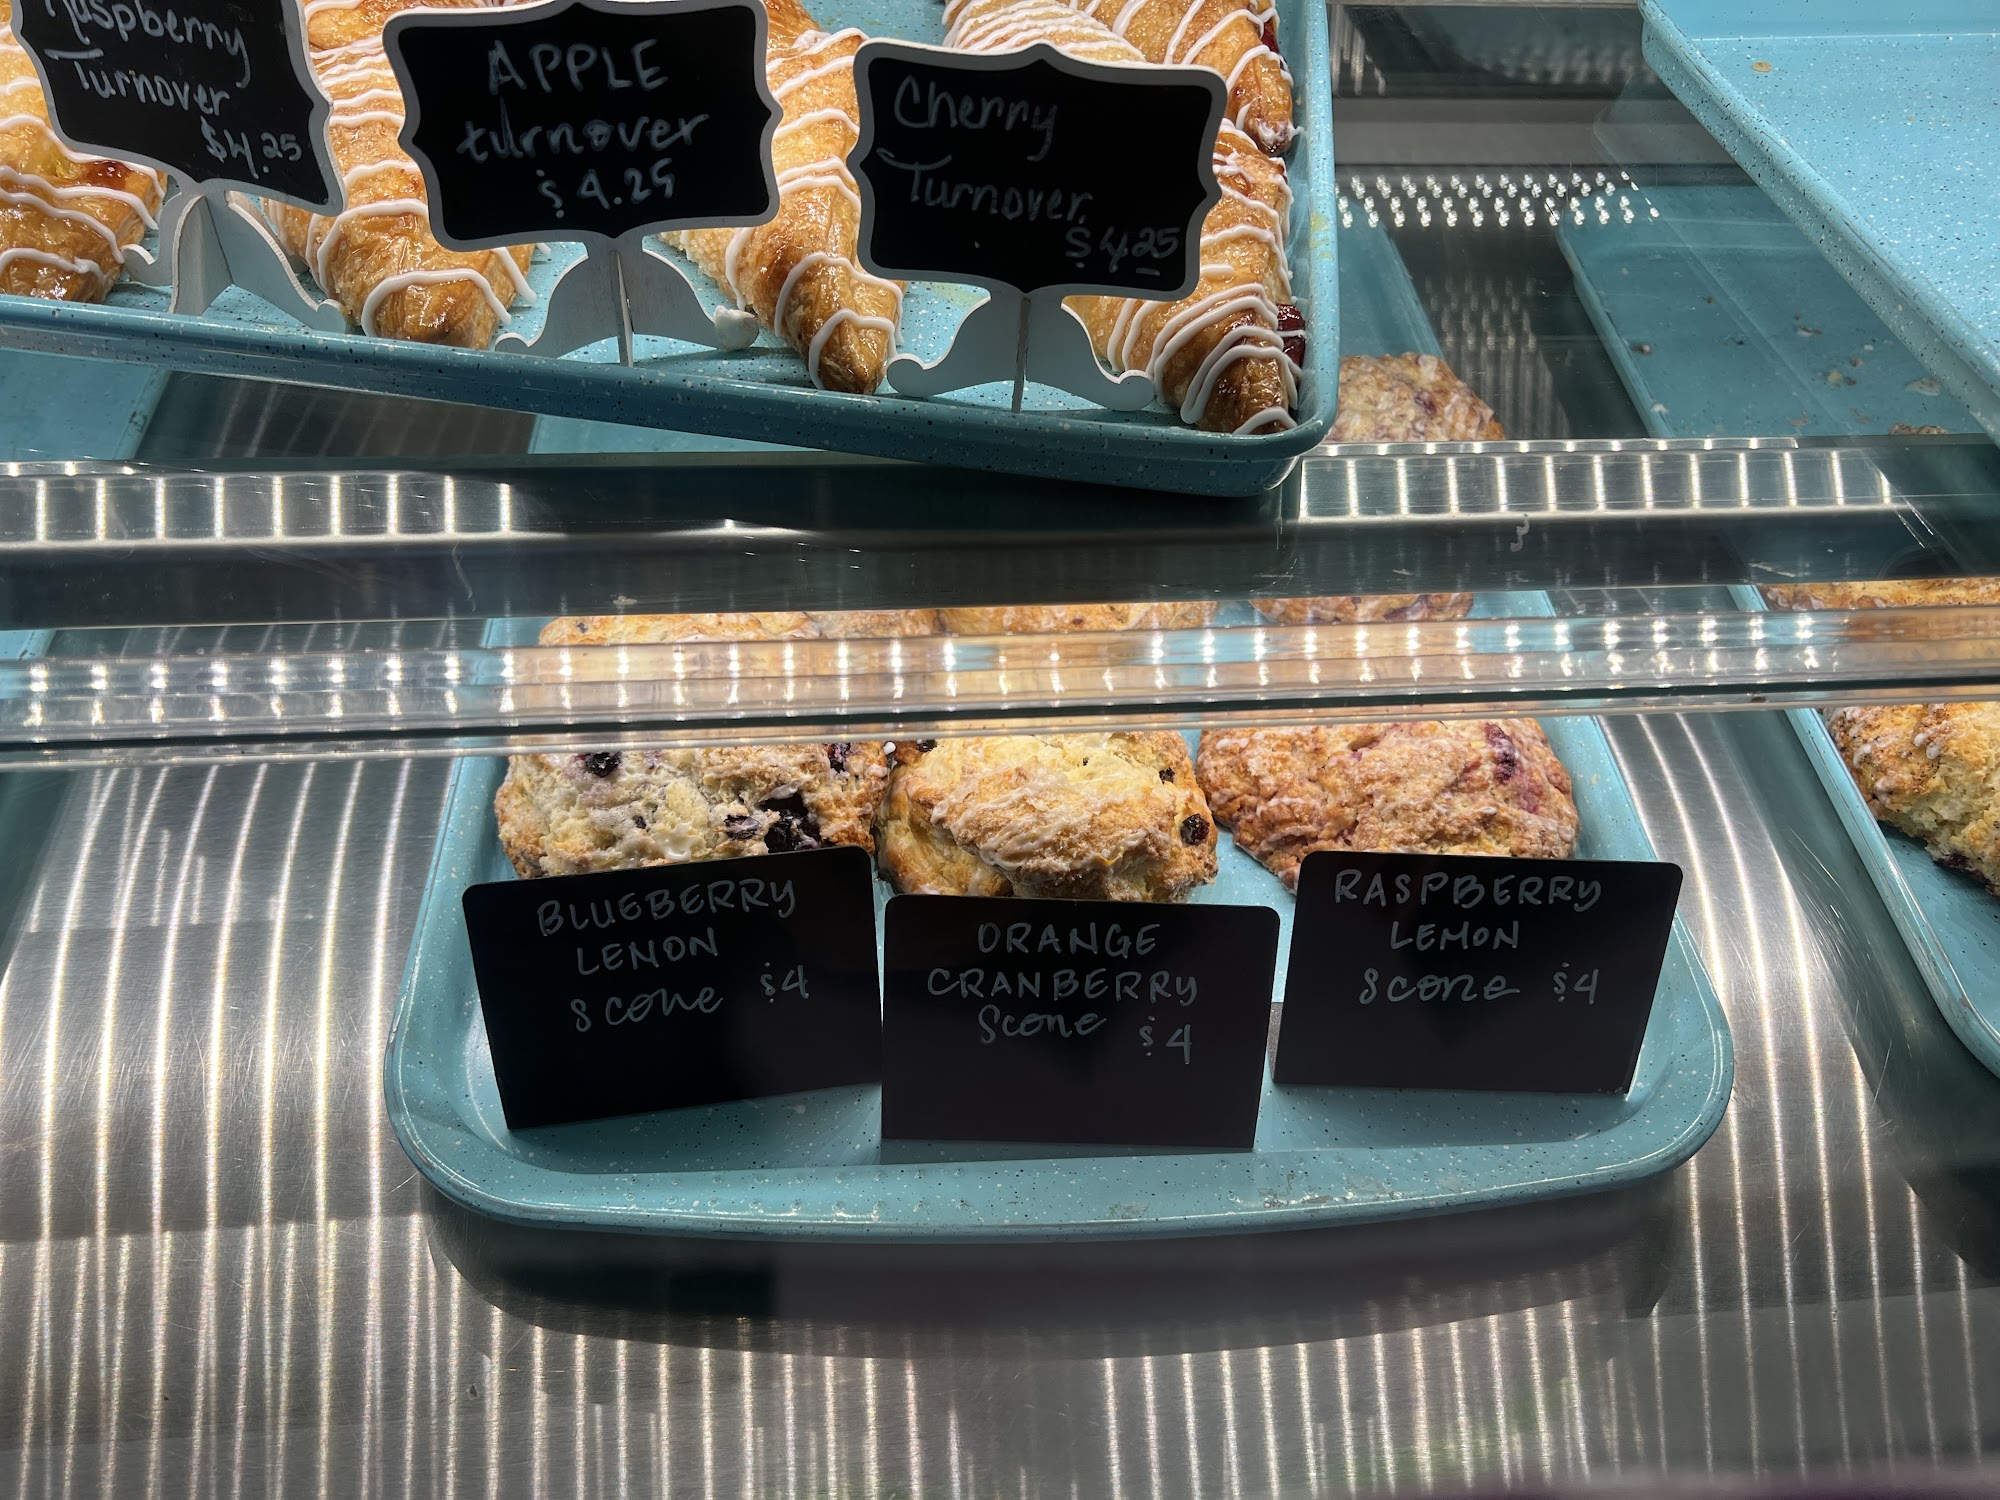 Raspberry
Turnover
$4.25
APPLE
turnover
$4.25
Cherry
Turnover
$4.25
BLUEBERRY
LEMON
Scone $4
ORANGE
CRANBERRY
Scone $4
RASPBERRY
LEMON
Scone $4